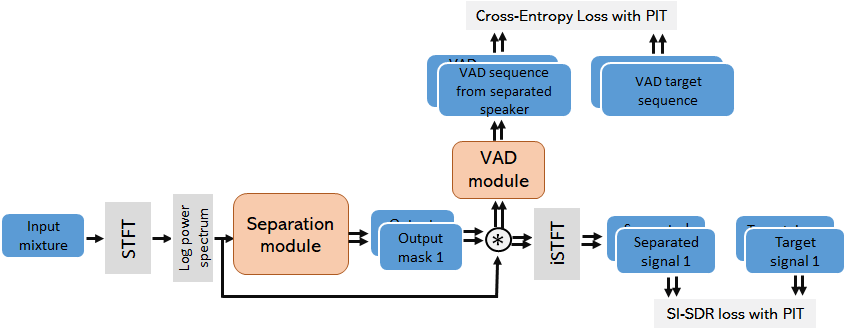 Cross-Entropy Loss with PIT
VAD
VAD sequence
from separated
speaker
VAD target
sequence
VAD
module
Input
mixture
STFT
Log power
spectrum
Separation
module
Output
mask 1
*
iSTFT
Separated
signal 1
Target
signal 1
SI-SDR loss with PIT